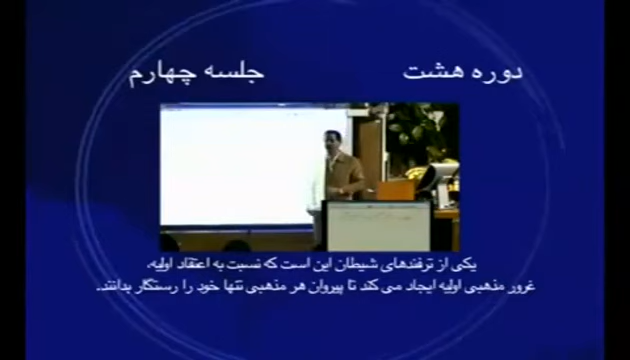 دوره هشت
جلسه چهارم
یکی از ترفندهای شیطان این است که نسبت به اعتقاد اولیه،
غرور مذهبی اولیه ایجاد می کند تا پیروان هر مذهبی تنها خود را رستگار بدانند.